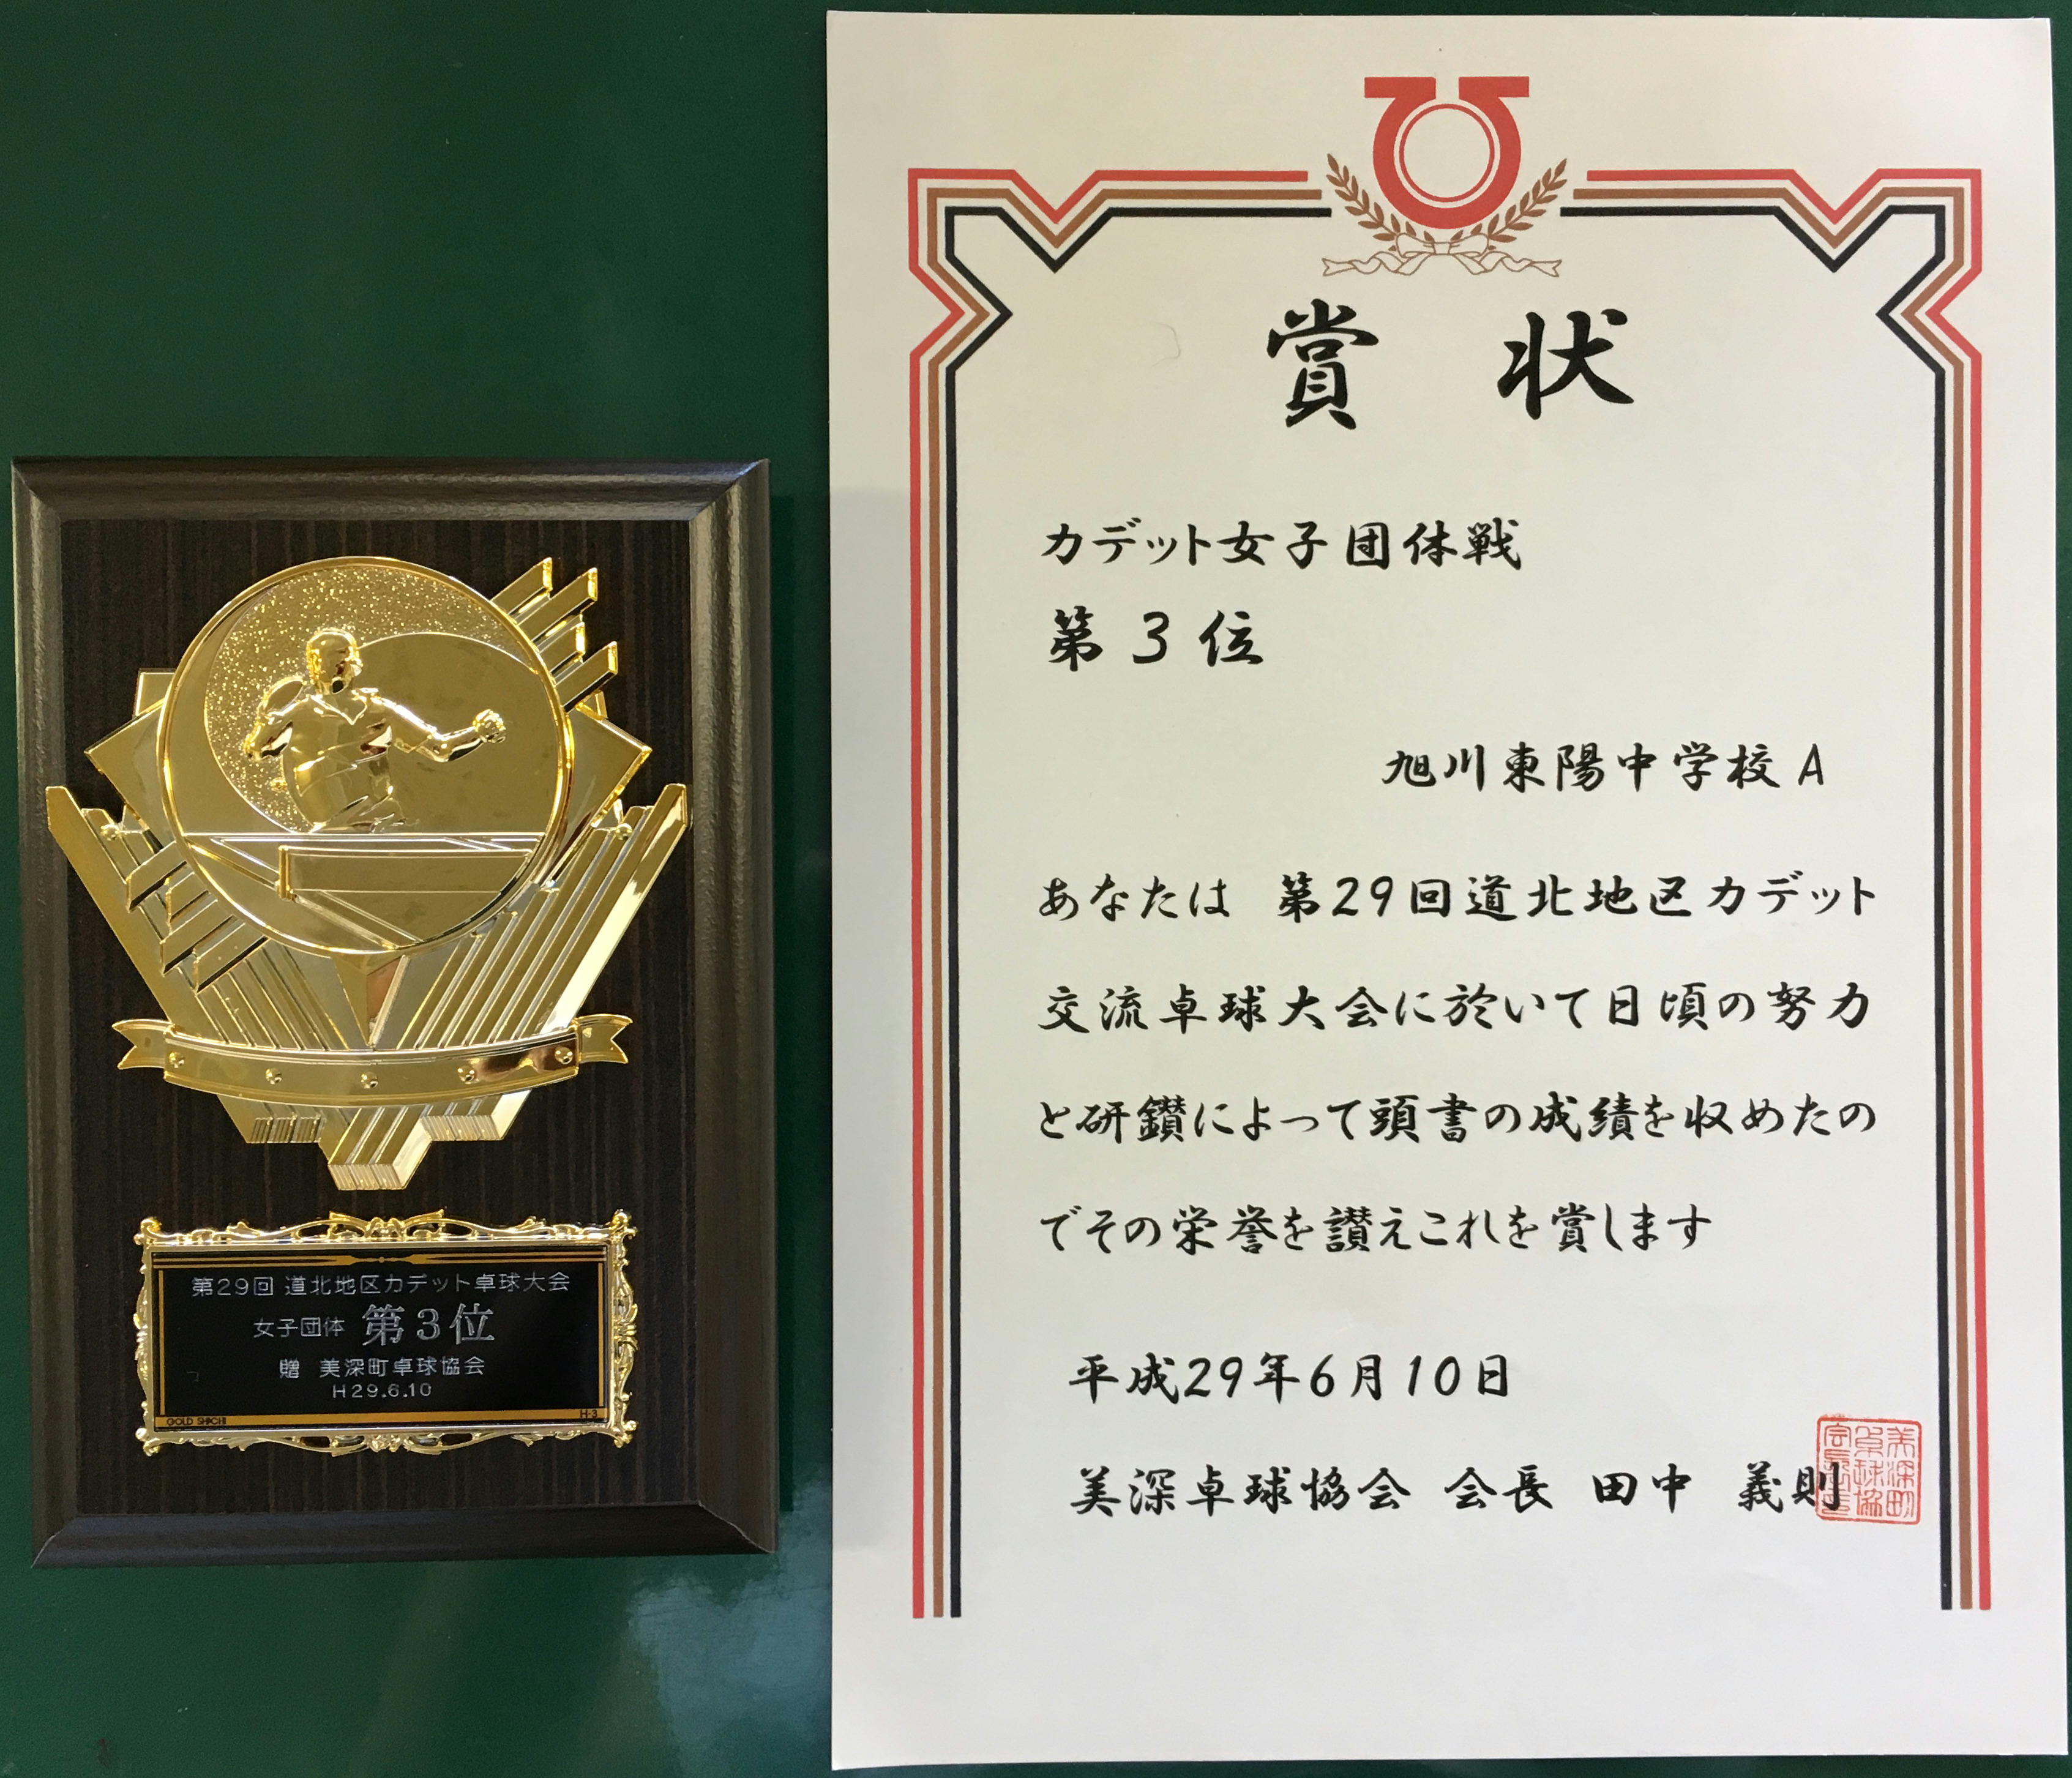 第29回 道北地区カデット卓球大会
女子団体 第3位
贈 美深町卓球協会
H29.6.10
GOLD SHICHI
H-3
賞 状
カデット女子団体戦
第 3 位
旭川東陽中学校 A
あなたは 第29回道北地区カデット
交流卓球大会に於いて日頃の努力
と研鑽によって頭書の成績を収めたの
でその栄誉を讃えこれを賞します
平成29年6月10日
美深卓球協会 会長 田中 義則